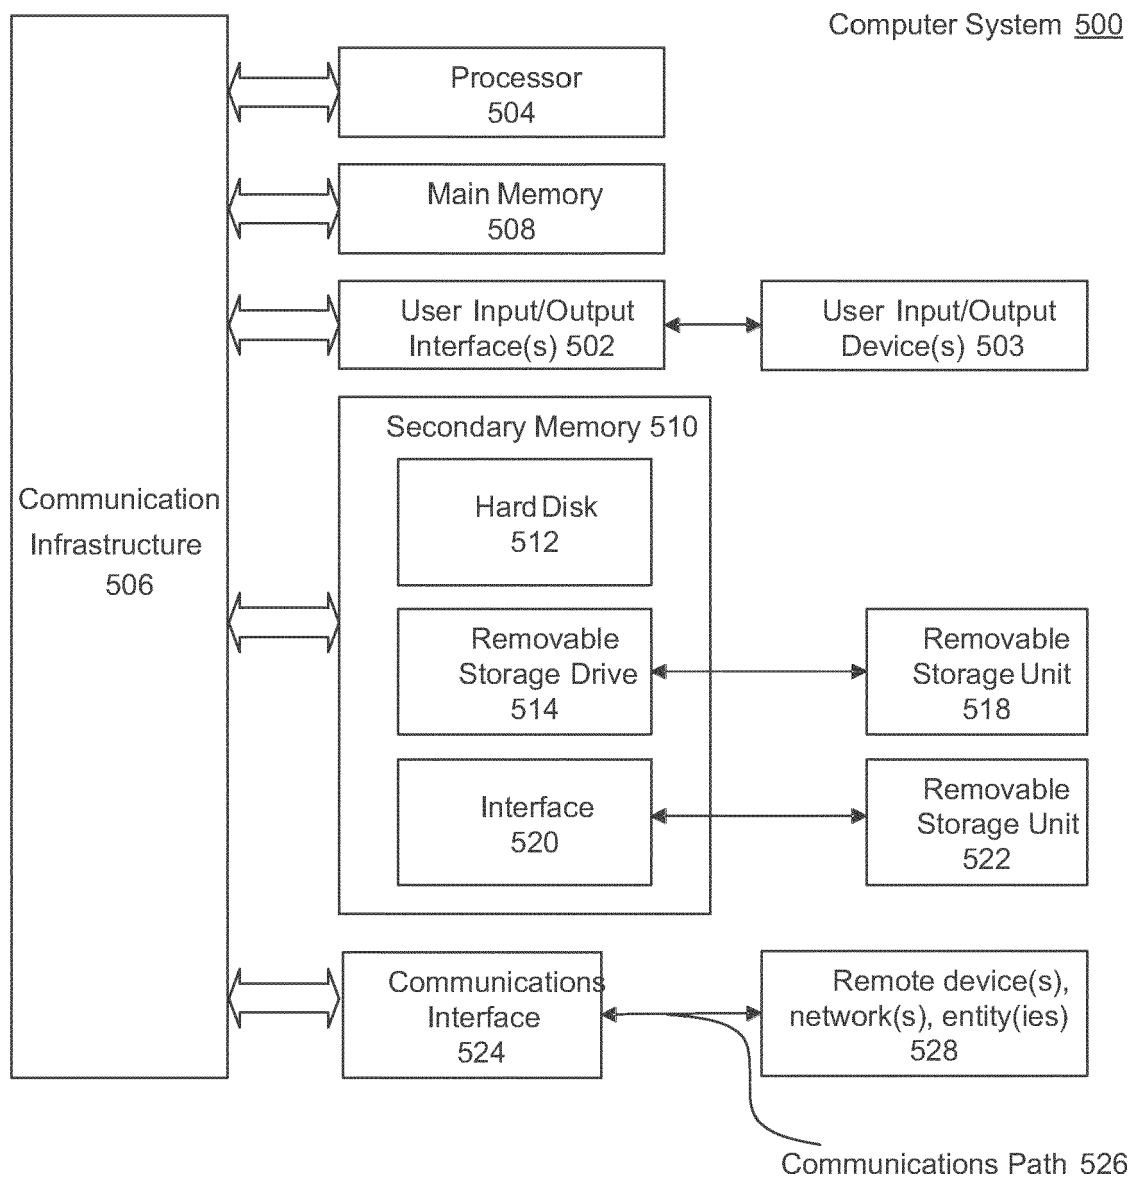 Computer System 500
Processor
504
Main Memory
508
User Input/Output
Interface(s) 502
User Input/Output
Device(s) 503
Secondary Memory 510
Hard Disk
512
Communication
Infrastructure
506
Removable
Storage Drive
514
Removable
Storage Unit
518
Interface
520
Removable
Storage Unit
522
Communications
Interface
524
Remote device(s),
network(s), entity(ies)
528
Communications Path 526